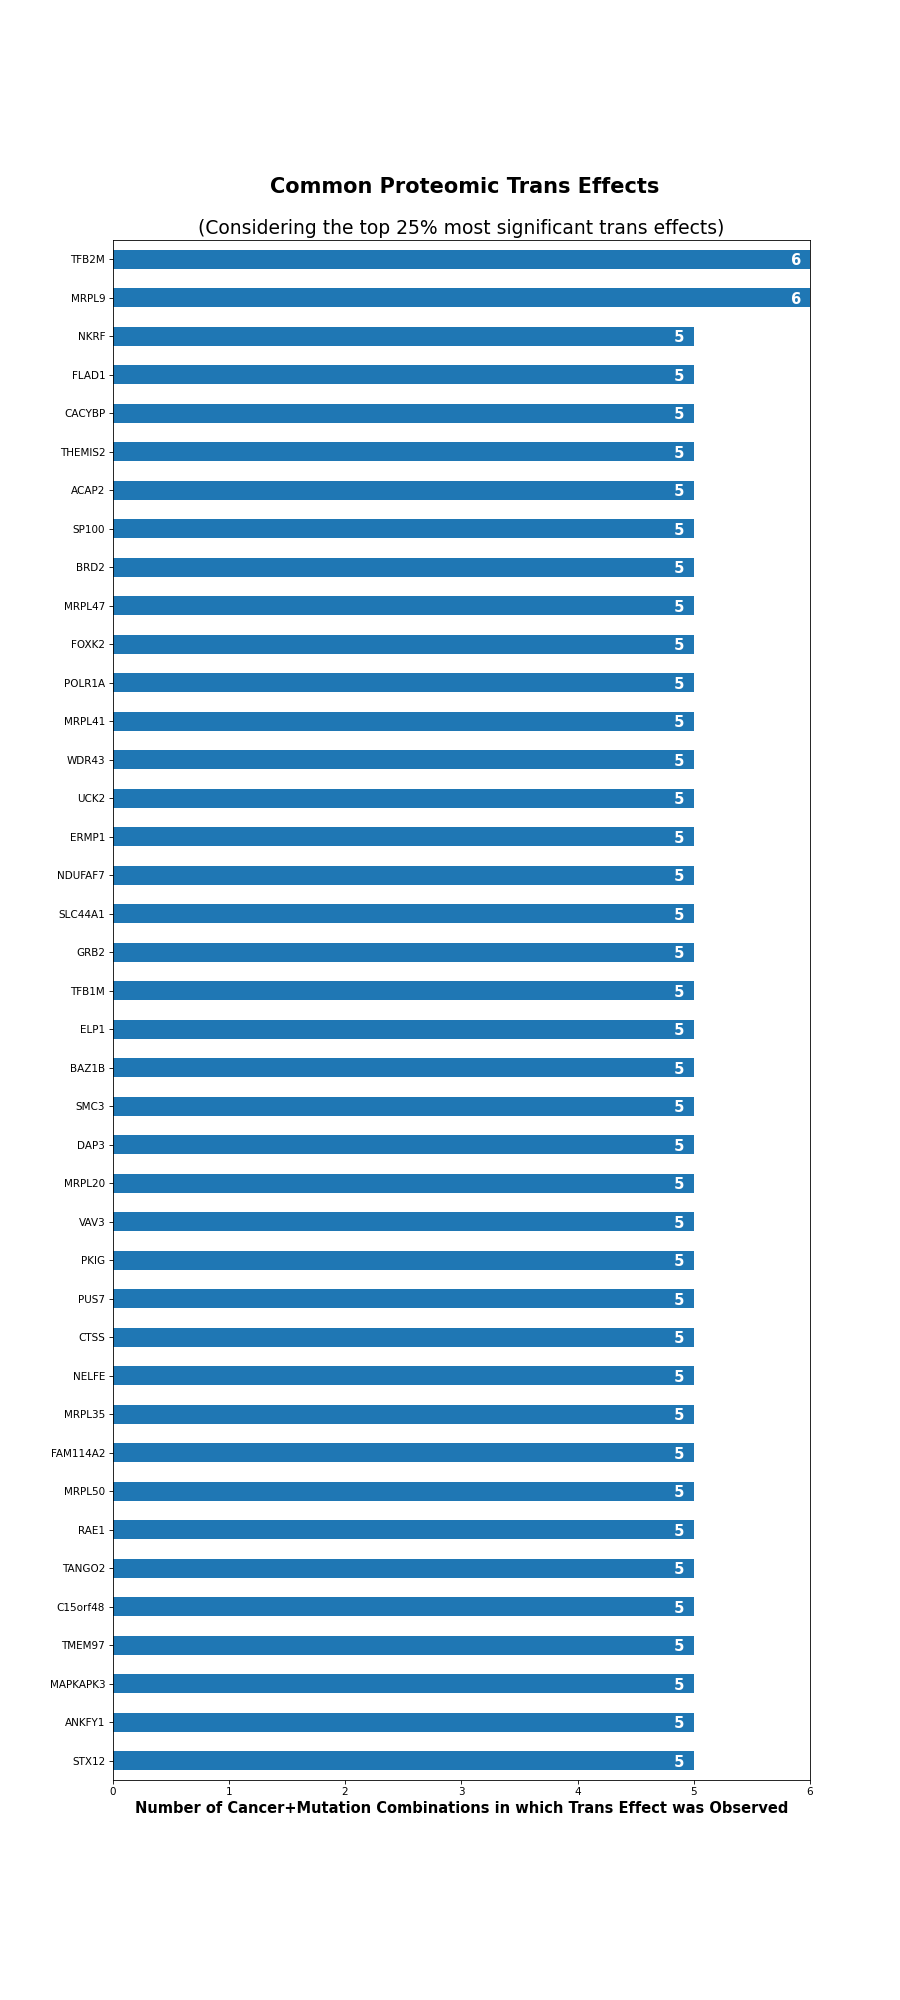 Common Proteomic Trans Effects
(Considering the top 25% most significant trans effects)
TFB2M 6
MRPL9 6
NKRF 5
FLAD1 5
CACYBP 5
THEMIS2 5
ACAP2 5
SP100 5
BRD2 5
MRPL47 5
FOXK2 5
POLR1A 5
MRPL41 5
WDR43 5
UCK2 5
ERMP1 5
NDUFAF7 5
SLC44A1 5
GRB2 5
TFB1M 5
ELP1 5
BAZ1B 5
SMC3 5
DAP3 5
MRPL20 5
VAV3 5
PKIG 5
PUS7 5
CTSS 5
NELFE 5
MRPL35 5
FAM114A2 5
MRPL50 5
RAE1 5
TANGO2 5
C15orf48 5
TMEM97 5
MAPKAPK3 5
ANKFY1 5
STX12 5
0 1 2 3 4 5 6
Number of Cancer+Mutation Combinations in which Trans Effect was Observed